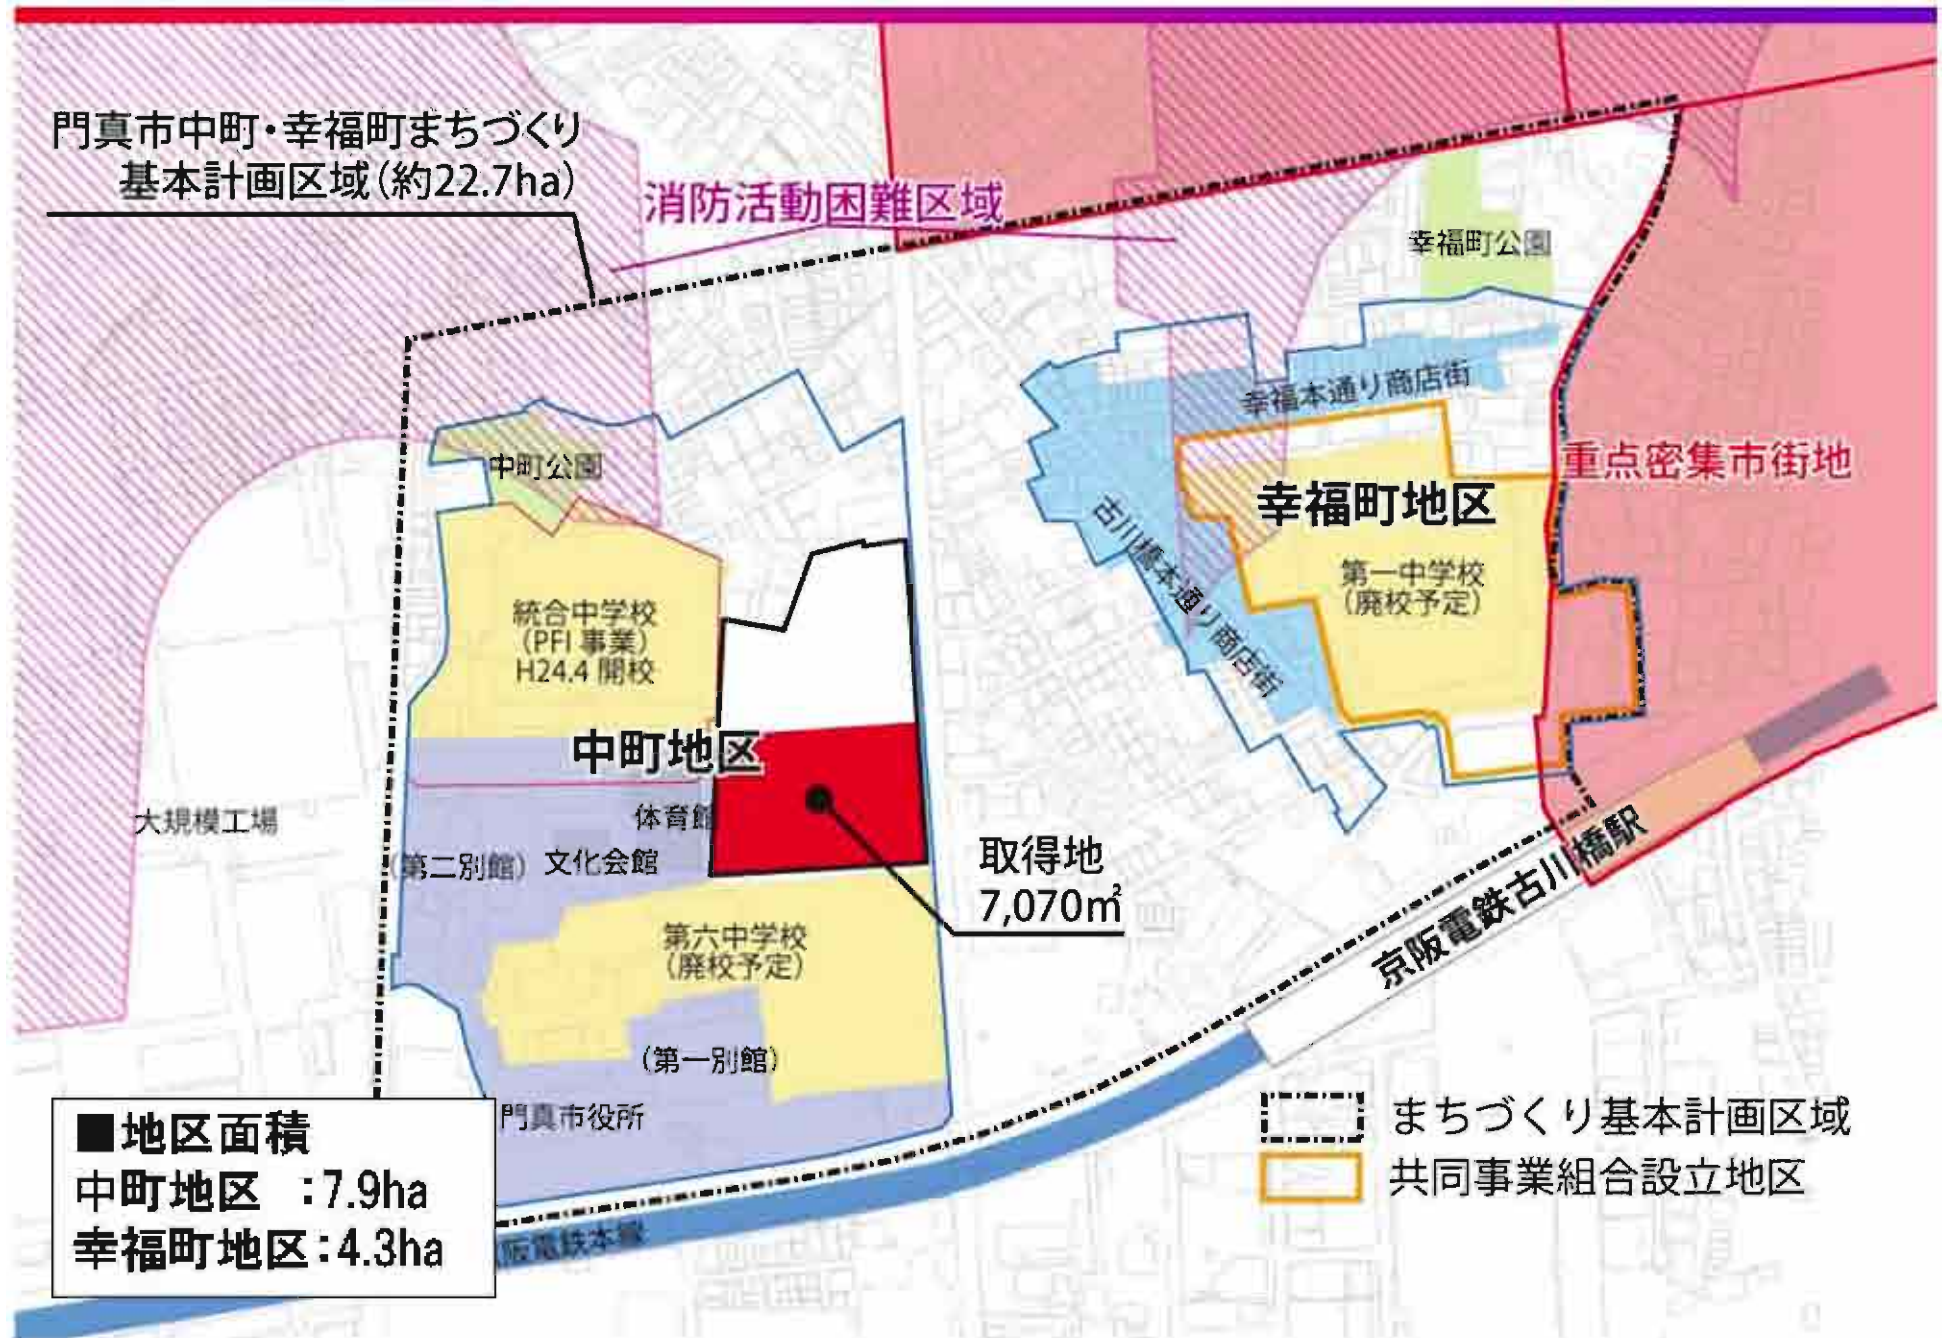 門真市中町・幸福町まちづくり
基本計画区域(約22.7ha)
消防活動困難区域
幸福町公園
幸福本通り商店街
重点密集市街地
中町公園
幸福町地区
古川橋本通り商店街
第一中学校
(廃校予定)
統合中学校
(PFI 事業)
H24.4 開校
中町地区
大規模工場
体育館
(第二別館)
文化会館
取得地
7,070㎡
京阪電鉄古川橋駅
第六中学校
(廃校予定)
(第一別館)
門真市役所
■地区面積
中町地区 :7.9ha
幸福町地区:4.3ha
阪電鉄本線
まちづくり基本計画区域
共同事業組合設立地区